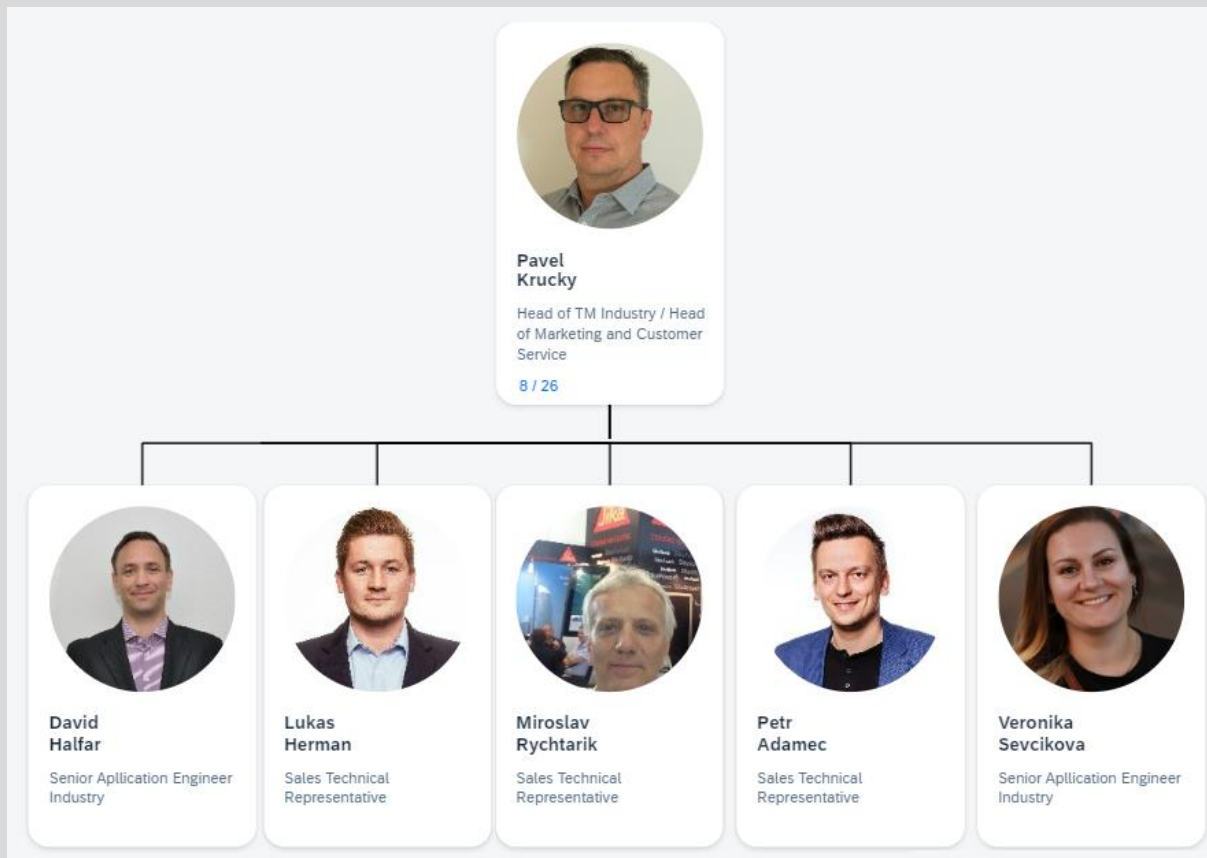 Pavel
Krucky
Head of TM Industry / Head
of Marketing and Customer
Service
8 / 26
David
Halfar
Senior Apllication Engineer
Industry
Lukas
Herman
Sales Technical
Representative
Sika
Miroslav
Rychtarik
Sales Technical
Representative
Petr
Adamec
Sales Technical
Representative
Veronika
Sevcikova
Senior Apllication Engineer
Industry